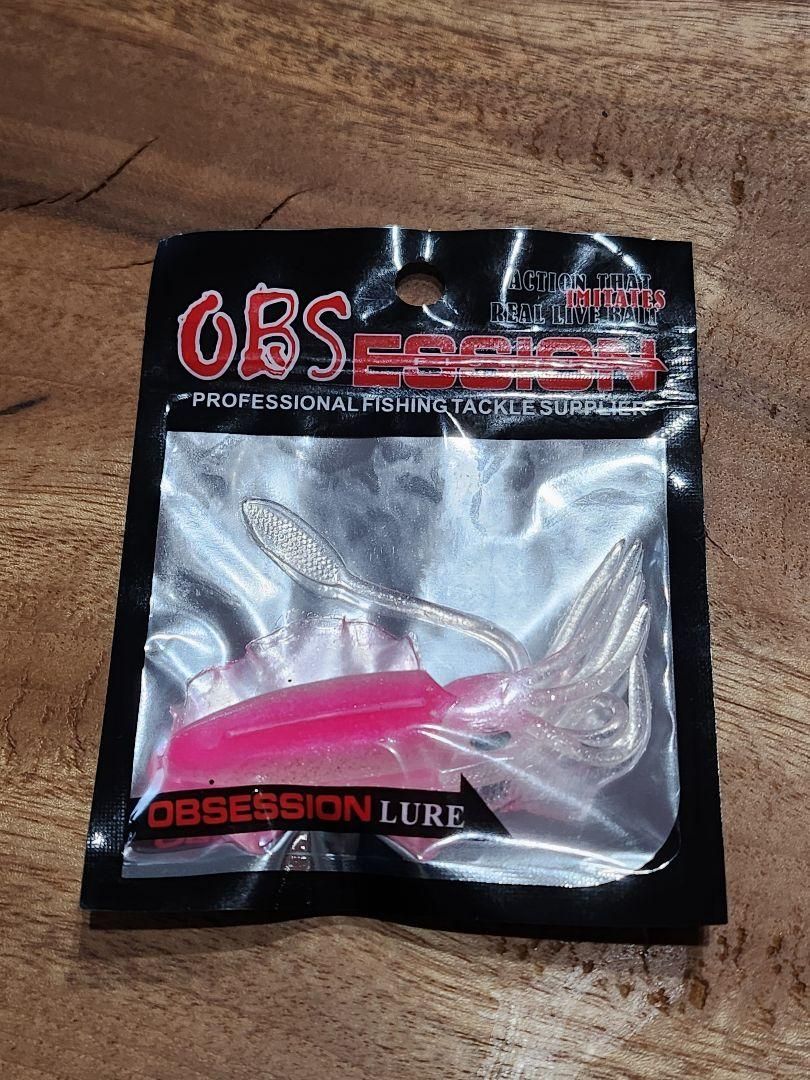 ACTION THAT
IMITATES
REAL LIVE BAIT
OBSESSION
PROFESSIONAL FISHING TACKLE SUPPLIER
OBSESSION LURE